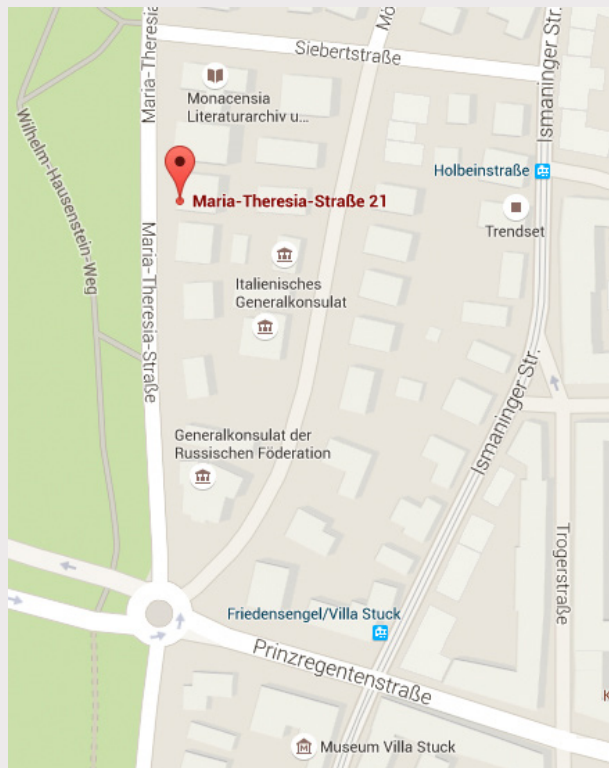 Maria-Theresia
Mö
Siebertstraße
Ismaninger Str.
Monacensia
Literaturarchiv u...
Wilhelm-Hausenstein-Weg
Holbeinstraße
Maria-Theresia-Straße 21
Trendset
Maria-Theresia-Straße
Italienisches
Generalkonsulat
Ismaninger Str.
Generalkonsulat der
Russischen Föderation
Trogerstraße
Friedensengel/Villa Stuck
Prinzregentenstraße
K
M
Museum Villa Stuck